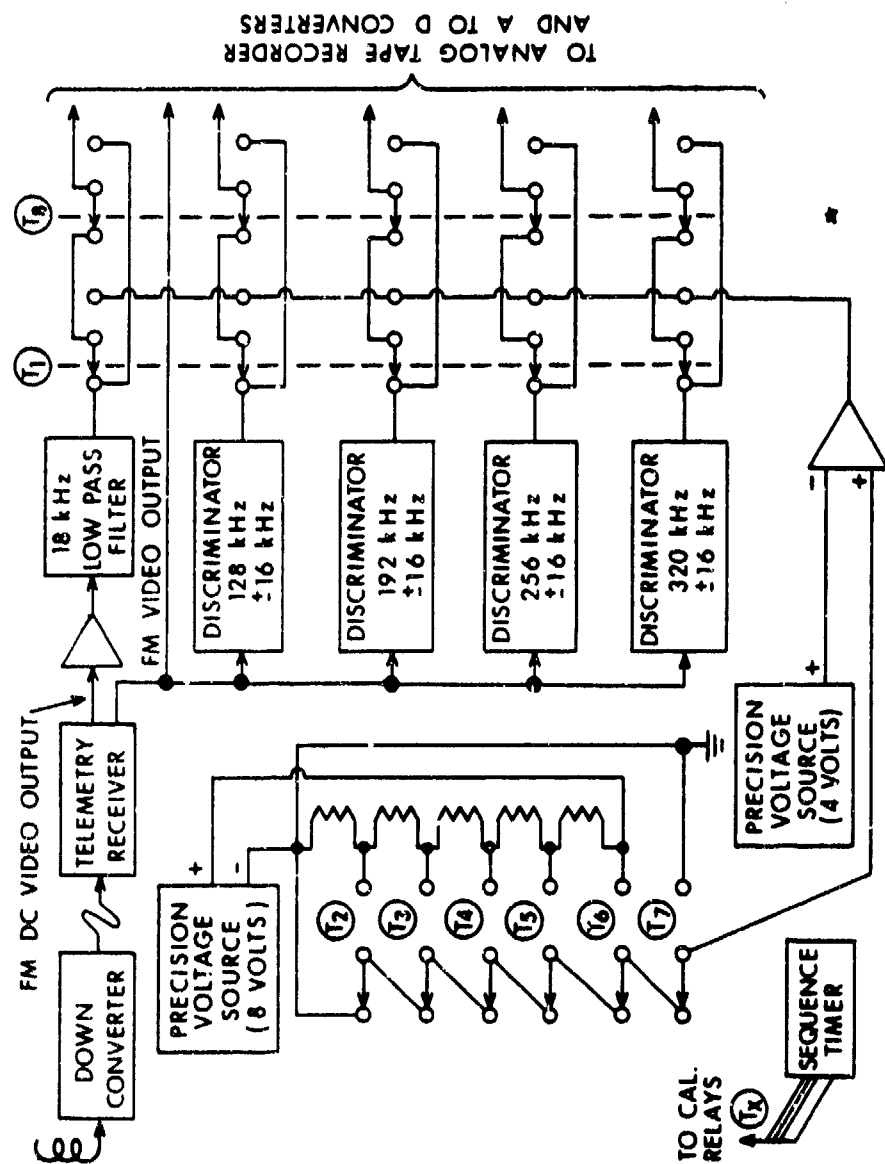 DOWN
CONVERTER
FM DC VIDEO OUTPUT
TELEMETRY
RECEIVER
18 kHz
LOW PASS
FILTER
FM VIDEO OUTPUT
T1
T8
TO ANALOG TAPE RECORDER
AND A TO D CONVERTERS
DISCRIMINATOR
128 kHz
±16 kHz
DISCRIMINATOR
192 kHz
±16 kHz
DISCRIMINATOR
256 kHz
±16 kHz
DISCRIMINATOR
320 kHz
±16 kHz
PRECISION
VOLTAGE
SOURCE
(8 VOLTS)
+
-
T2
T3
T4
T5
T6
T7
PRECISION
VOLTAGE
SOURCE
(4 VOLTS)
+
-
+
TO CAL.
RELAYS
TX
SEQUENCE
TIMER